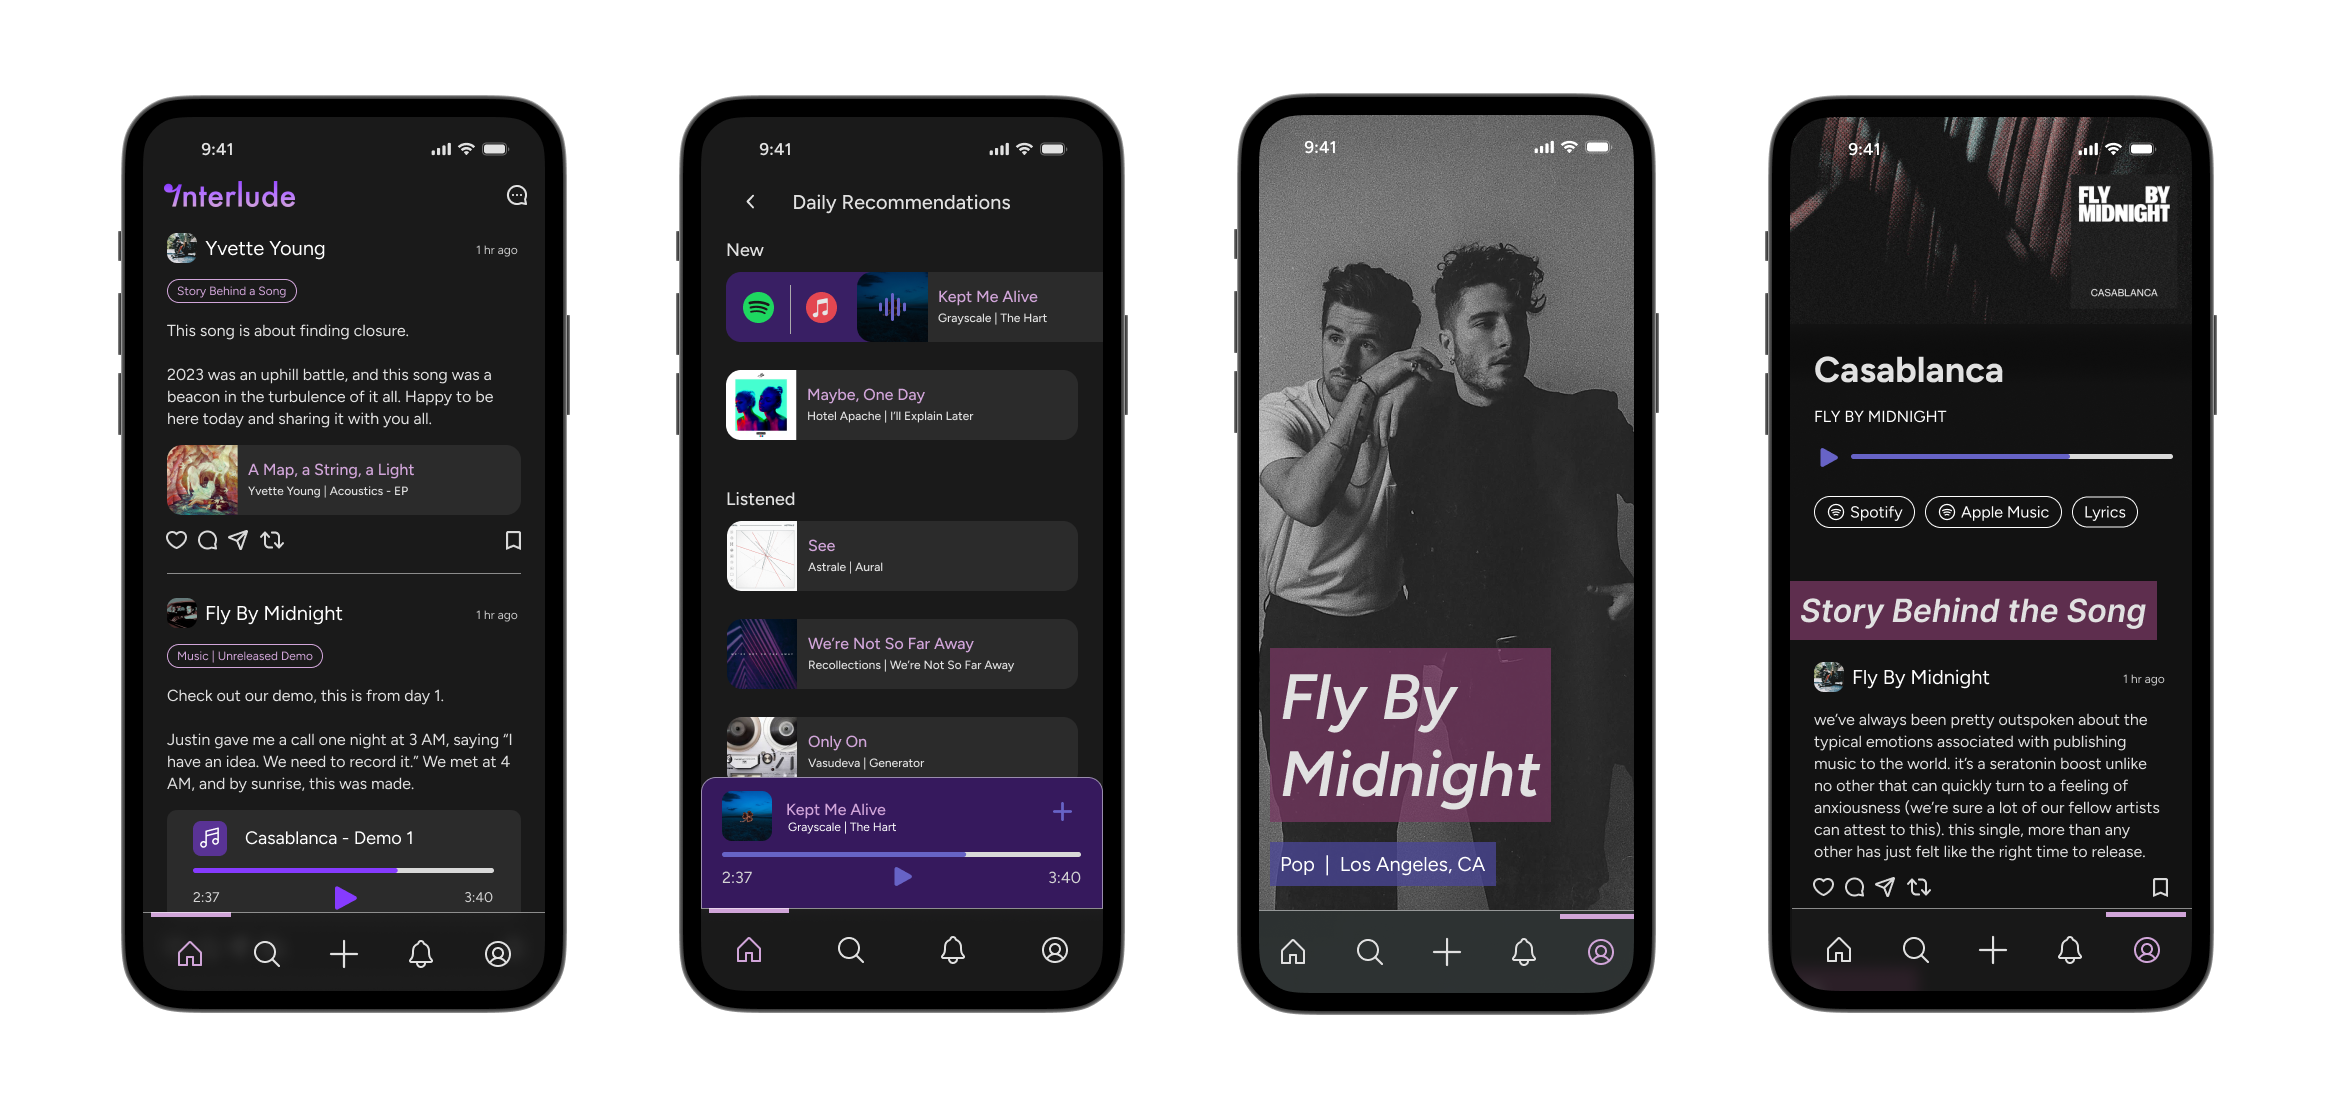 9:41
Interlude
Yvette Young
1 hr ago
Story Behind a Song
This song is about finding closure.
2023 was an uphill battle, and this song was a
beacon in the turbulence of it all. Happy to be
here today and sharing it with you all.
A Map, a String, a Light
Yvette Young | Acoustics - EP
Fly By Midnight
1 hr ago
Music | Unreleased Demo
Check out our demo, this is from day 1.
Justin gave me a call one night at 3 AM, saying “I
have an idea. We need to record it.” We met at 4
AM, and by sunrise, this was made.
Casablanca - Demo 1
2:37
3:40
9:41
Daily Recommendations
New
Kept Me Alive
Grayscale | The Hart
Maybe, One Day
Hotel Apache | I’ll Explain Later
Listened
See
Astrale | Aural
We’re Not So Far Away
Recollections | We’re Not So Far Away
Only On
Vasudeva | Generator
Kept Me Alive
Grayscale | The Hart
2:37
3:40
9:41
Fly By
Midnight
Pop | Los Angeles, CA
9:41
FLY BY
MIDNIGHT
CASABLANCA
Casablanca
FLY BY MIDNIGHT
Spotify
Apple Music
Lyrics
Story Behind the Song
Fly By Midnight
1 hr ago
we’ve always been pretty outspoken about the
typical emotions associated with publishing
music to the world. it’s a seratonin boost unlike
no other that can quickly turn to a feeling of
anxiousness (we’re sure a lot of our fellow artists
can attest to this). this single, more than any
other has just felt like the right time to release.